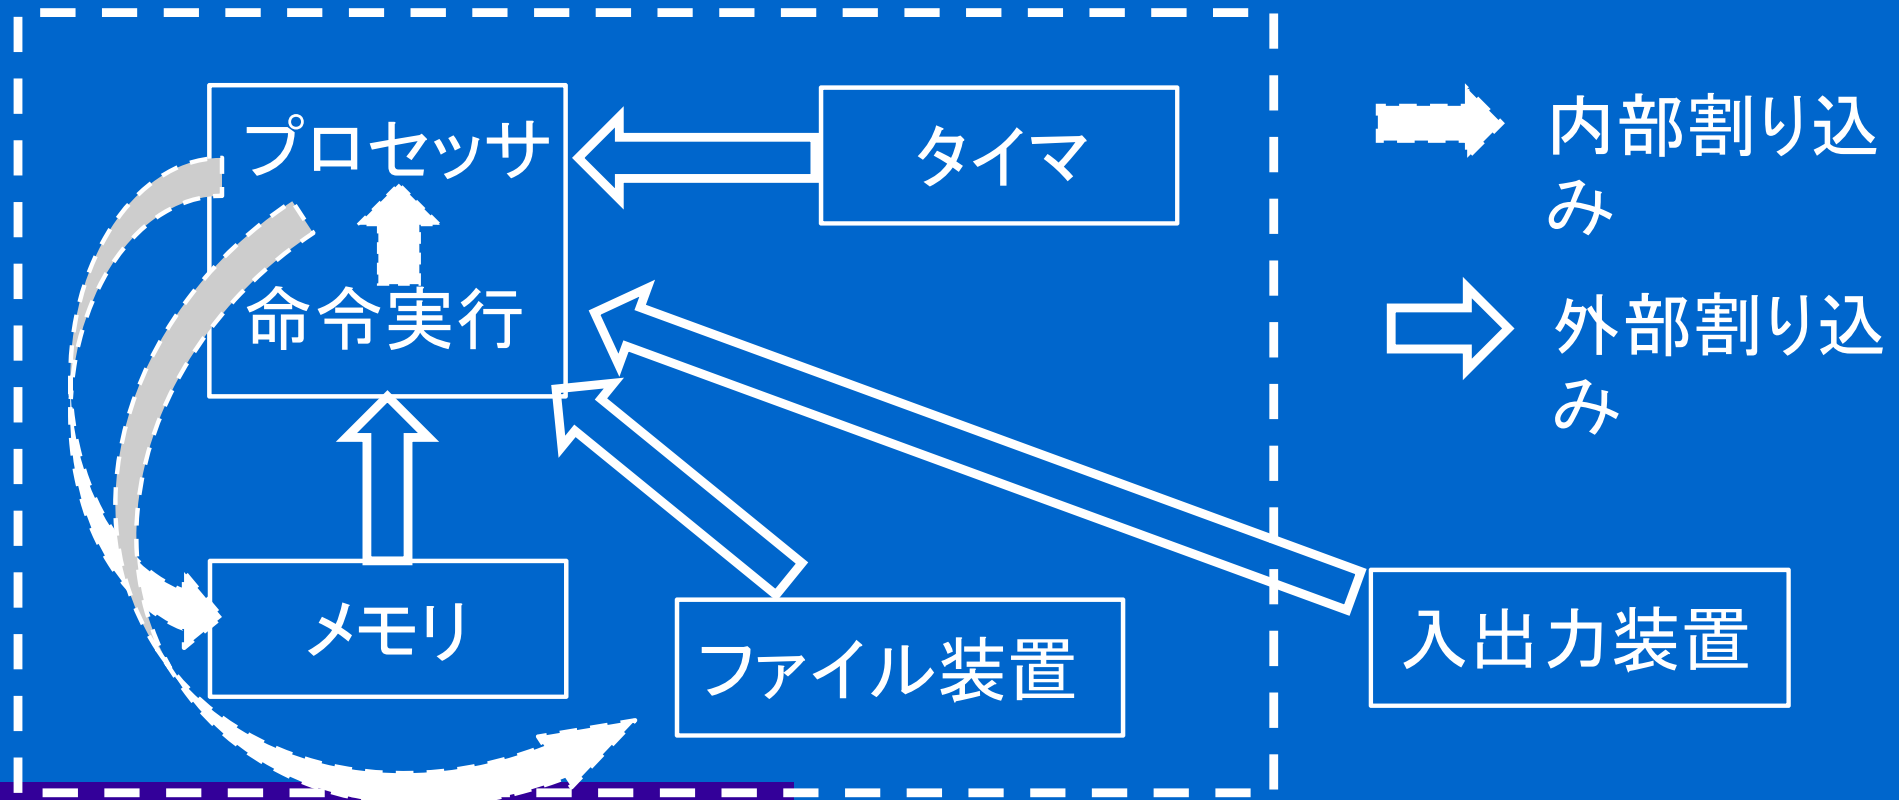 プロセッサ
命令実行
タイマ
メモリ
ファイル装置
入出力装置
内部割り込
み
外部割り込
み